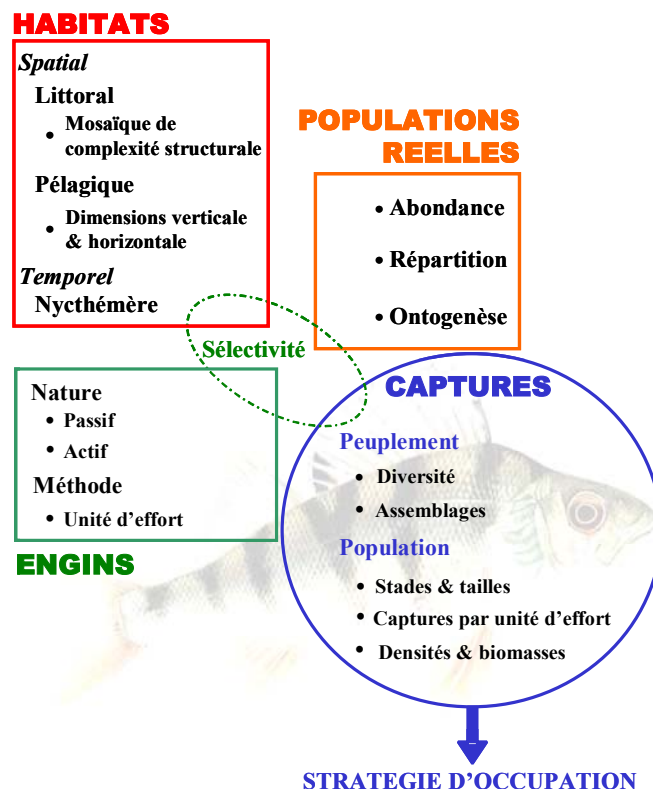 HABITATS
Spatial
Littoral
• Mosaïque de
complexité structurale
Pélagique
• Dimensions verticale
& horizontale
Temporel
Nycthémère
POPULATIONS
REELLES
• Abondance
• Répartition
• Ontogenèse
Sélectivité
Nature
• Passif
• Actif
Méthode
• Unité d'effort
ENGINS
CAPTURES
Peuplement
• Diversité
• Assemblages
Population
• Stades & tailles
• Captures par unité d'effort
• Densités & biomasses
STRATEGIE D'OCCUPATION